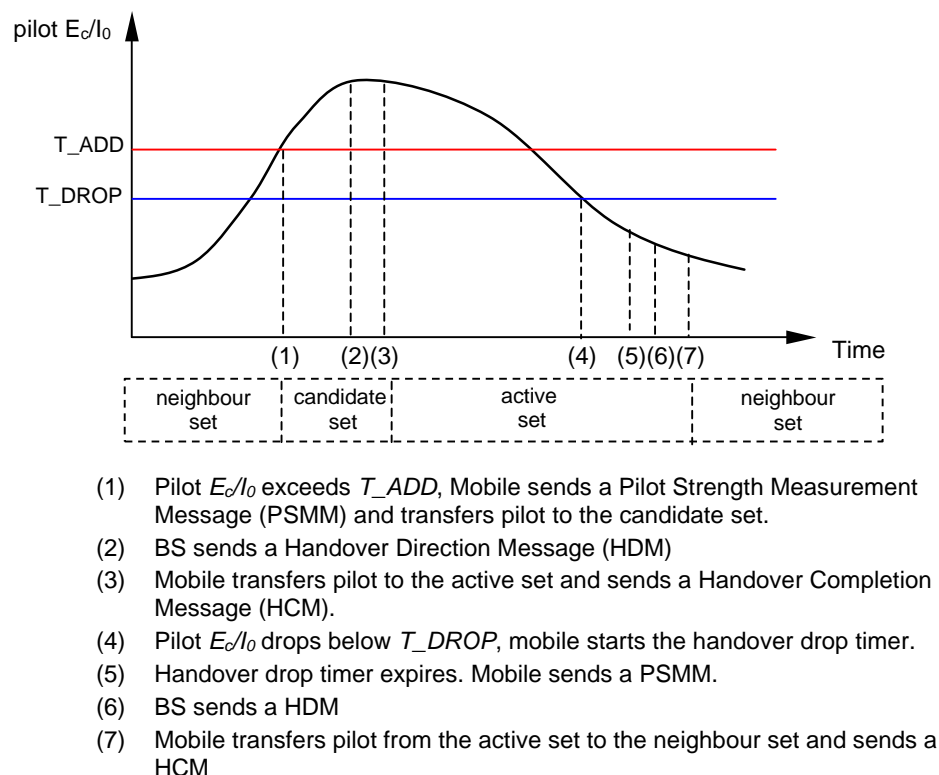 pilot Ec/I0
T_ADD
T_DROP
(1) (2)(3) (4) (5)(6)(7) Time
neighbour set
candidate set
active set
neighbour set
(1) Pilot Ec/I0 exceeds T_ADD, Mobile sends a Pilot Strength Measurement
Message (PSMM) and transfers pilot to the candidate set.
(2) BS sends a Handover Direction Message (HDM)
(3) Mobile transfers pilot to the active set and sends a Handover Completion
Message (HCM).
(4) Pilot Ec/I0 drops below T_DROP, mobile starts the handover drop timer.
(5) Handover drop timer expires. Mobile sends a PSMM.
(6) BS sends a HDM
(7) Mobile transfers pilot from the active set to the neighbour set and sends a
HCM